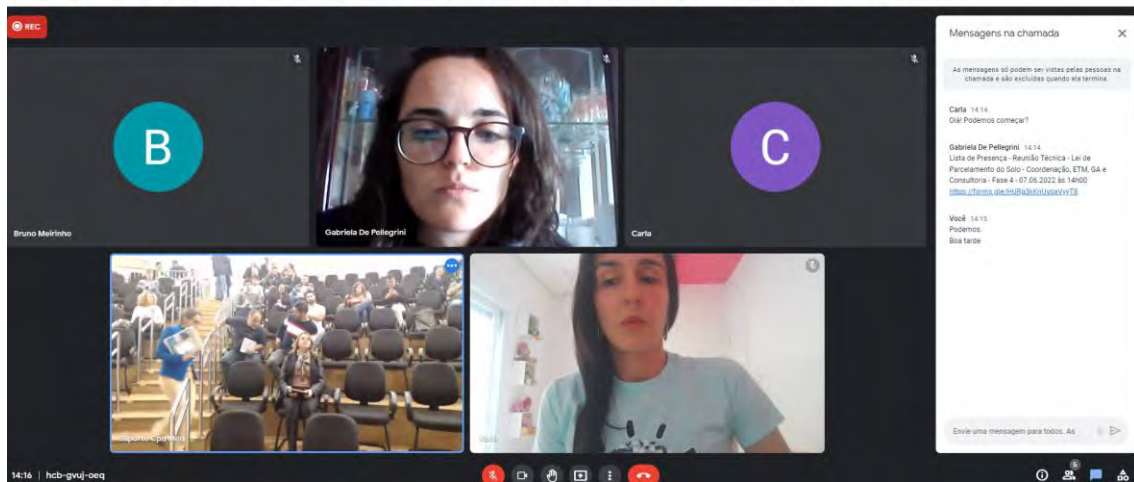 REC
B
C
Bruno Meirinho
Gabriela De Pellegrini
Carla
Você
14:16 | hcb-gvuj-oeq
5
Mensagens na chamada
As mensagens só podem ser vistas pelas pessoas na
chamada e são excluídas quando ela termina.
Carla 14:14
Olá! Podemos começar?
Gabriela De Pellegrini 14:14
Lista de Presença - Reunião Técnica - Lei de
Parcelamento do Solo - Coordenação, ETM, GA e
Consultoria - Fase 4 - 07.06.2022 às 14h00
Você 14:15
Podemos.
Boa tarde
Envie uma mensagem para todos. As